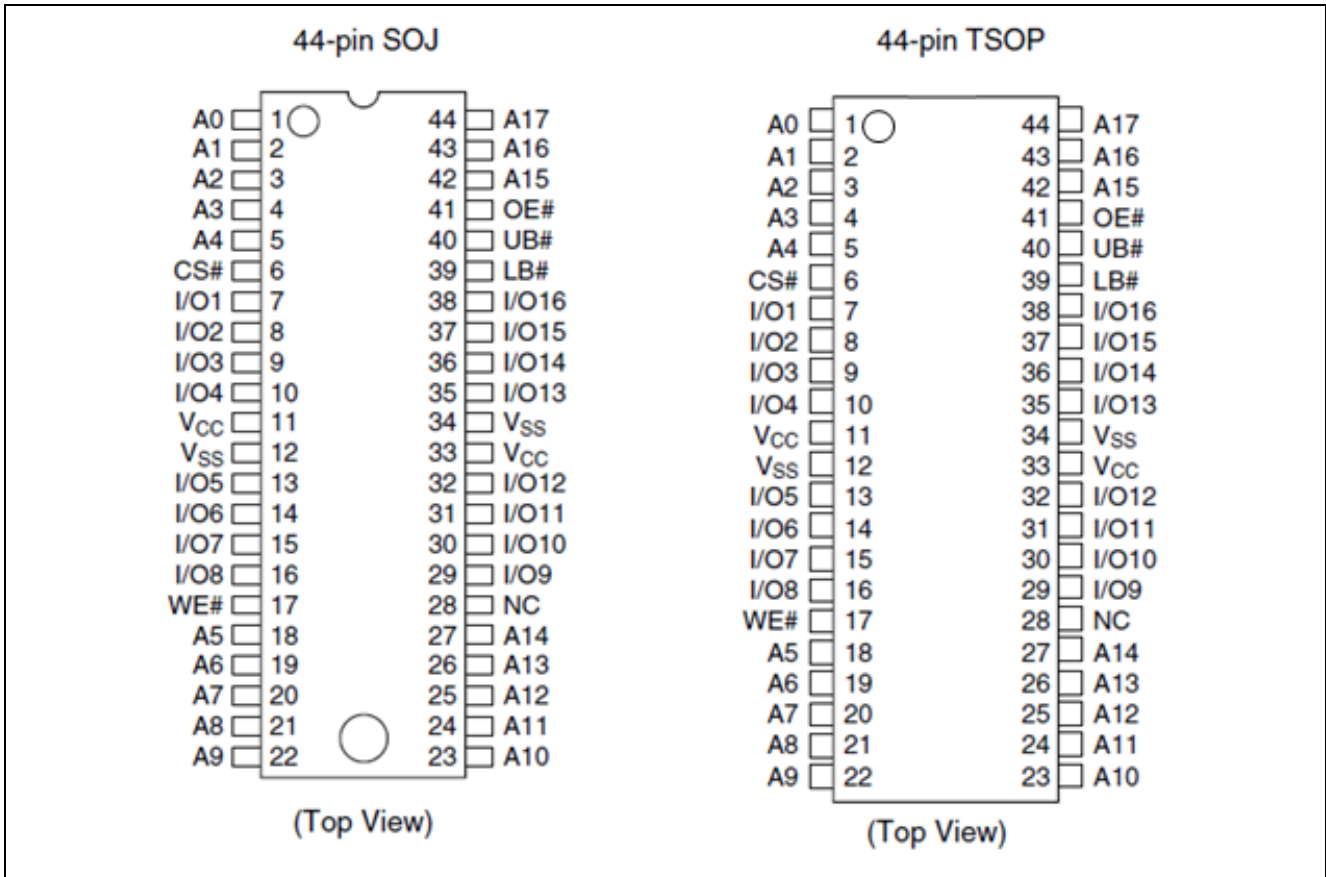 44-pin SOJ
A0 1 44 A17
A1 2 43 A16
A2 3 42 A15
A3 4 41 OE#
A4 5 40 UB#
CS# 6 39 LB#
I/O1 7 38 I/O16
I/O2 8 37 I/O15
I/O3 9 36 I/O14
I/O4 10 35 I/O13
VCC 11 34 VSS
VSS 12 33 VCC
I/O5 13 32 I/O12
I/O6 14 31 I/O11
I/O7 15 30 I/O10
I/O8 16 29 I/O9
WE# 17 28 NC
A5 18 27 A14
A6 19 26 A13
A7 20 25 A12
A8 21 24 A11
A9 22 23 A10
(Top View)
44-pin TSOP
A0 1 44 A17
A1 2 43 A16
A2 3 42 A15
A3 4 41 OE#
A4 5 40 UB#
CS# 6 39 LB#
I/O1 7 38 I/O16
I/O2 8 37 I/O15
I/O3 9 36 I/O14
I/O4 10 35 I/O13
VCC 11 34 VSS
VSS 12 33 VCC
I/O5 13 32 I/O12
I/O6 14 31 I/O11
I/O7 15 30 I/O10
I/O8 16 29 I/O9
WE# 17 28 NC
A5 18 27 A14
A6 19 26 A13
A7 20 25 A12
A8 21 24 A11
A9 22 23 A10
(Top View)